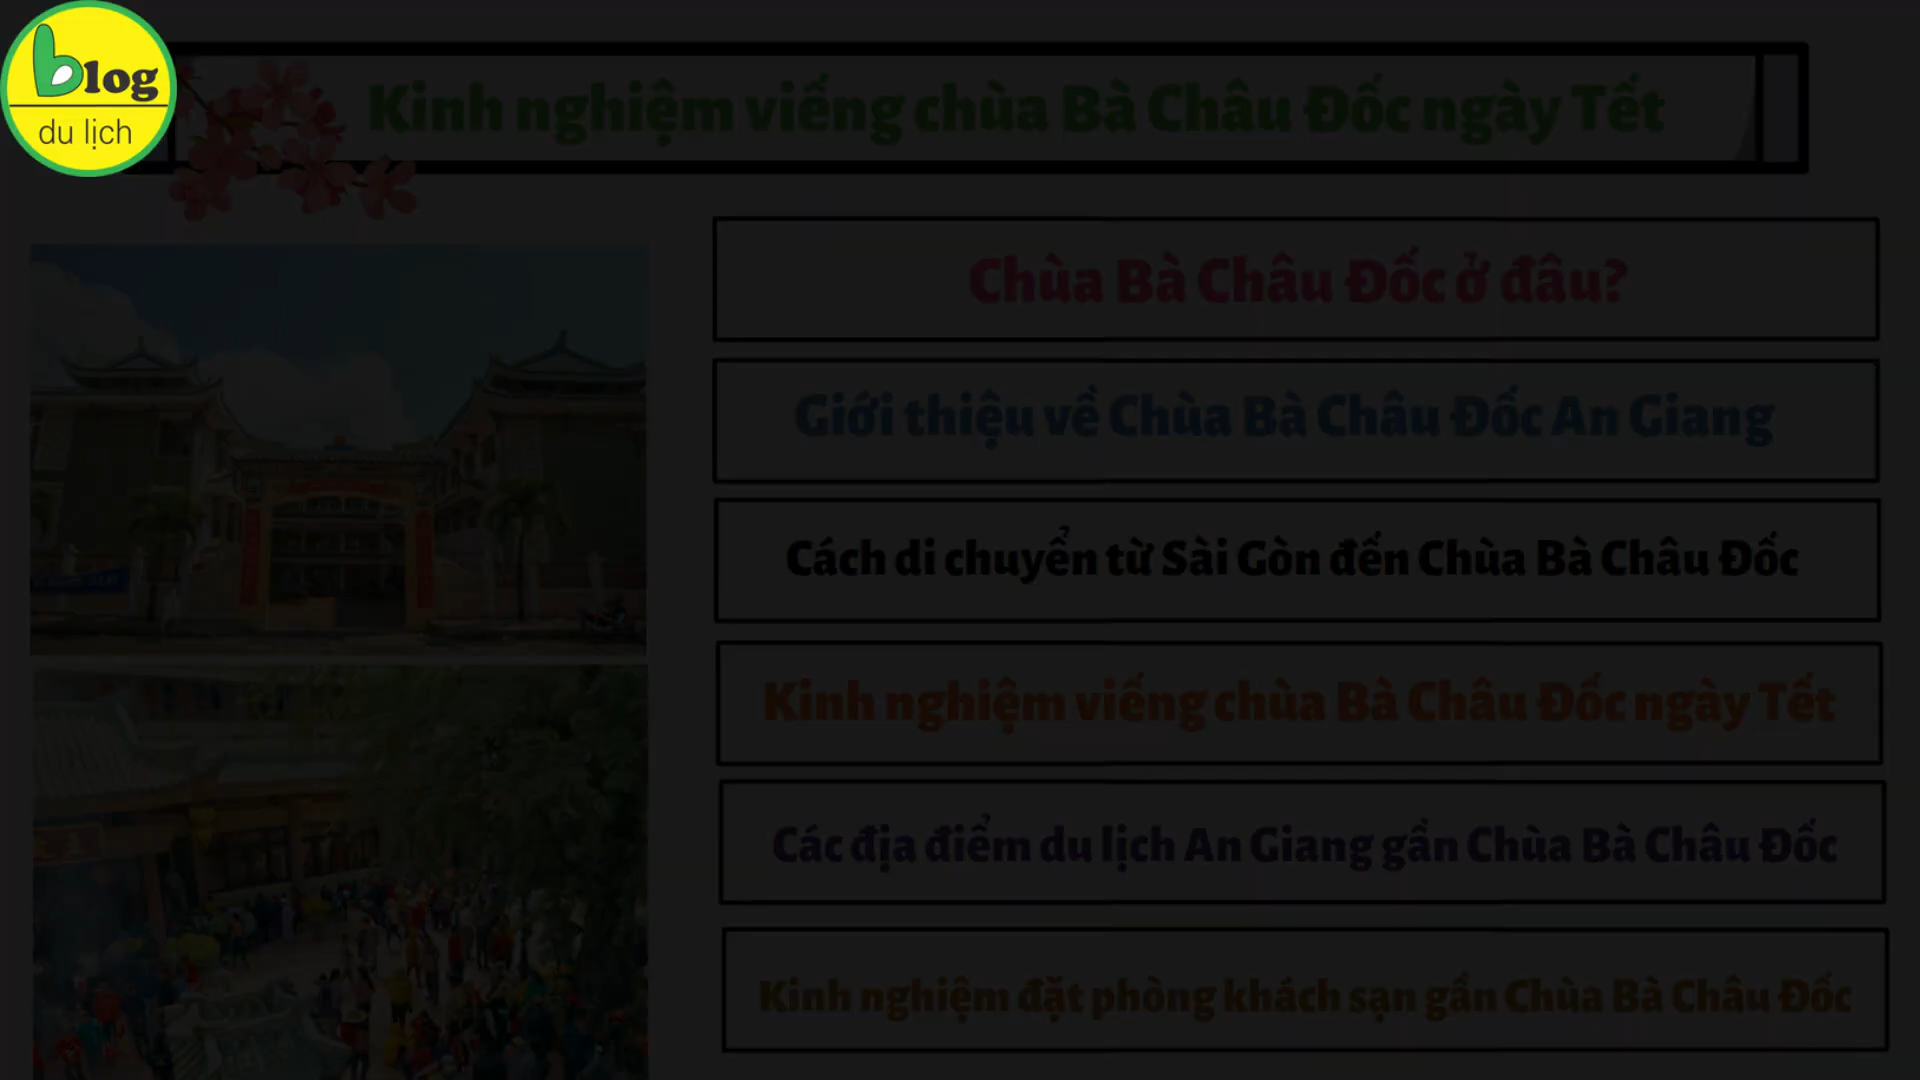 blog
du lịch
Kinh nghiệm viếng chùa Bà Châu Đốc ngày Tết
Chùa Bà Châu Đốc ở đâu?
Giới thiệu về Chùa Bà Châu Đốc An Giang
Cách di chuyển từ Sài Gòn đến Chùa Bà Châu Đốc
Kinh nghiệm viếng chùa Bà Châu Đốc ngày Tết
Các địa điểm du lịch An Giang gần Chùa Bà Châu Đốc
Kinh nghiệm đặt phòng khách sạn gần Chùa Bà Châu Đốc